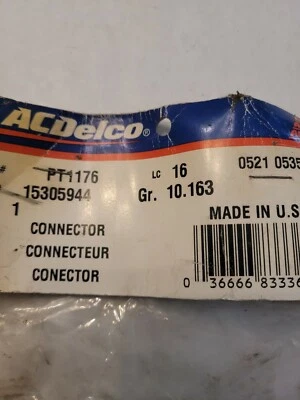 ACDelco®
# PT1176 LC 16 0521 0535
15305944 Gr. 10.163
1 MADE IN U.S.
CONNECTOR
CONNECTEUR
CONECTOR
0 36666 83336